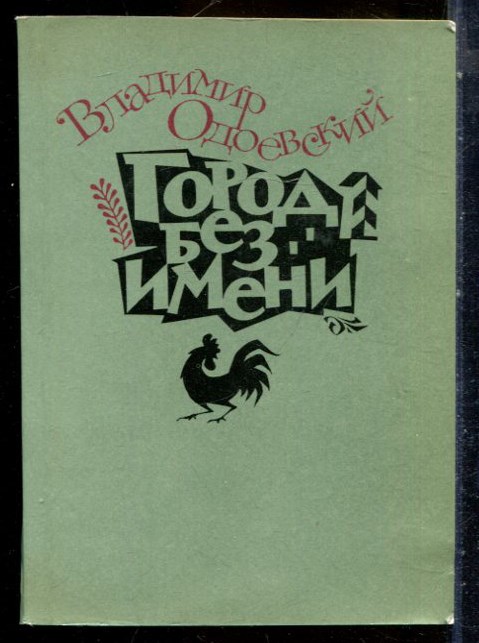 Владимир
Одоевский
Город
без
имени